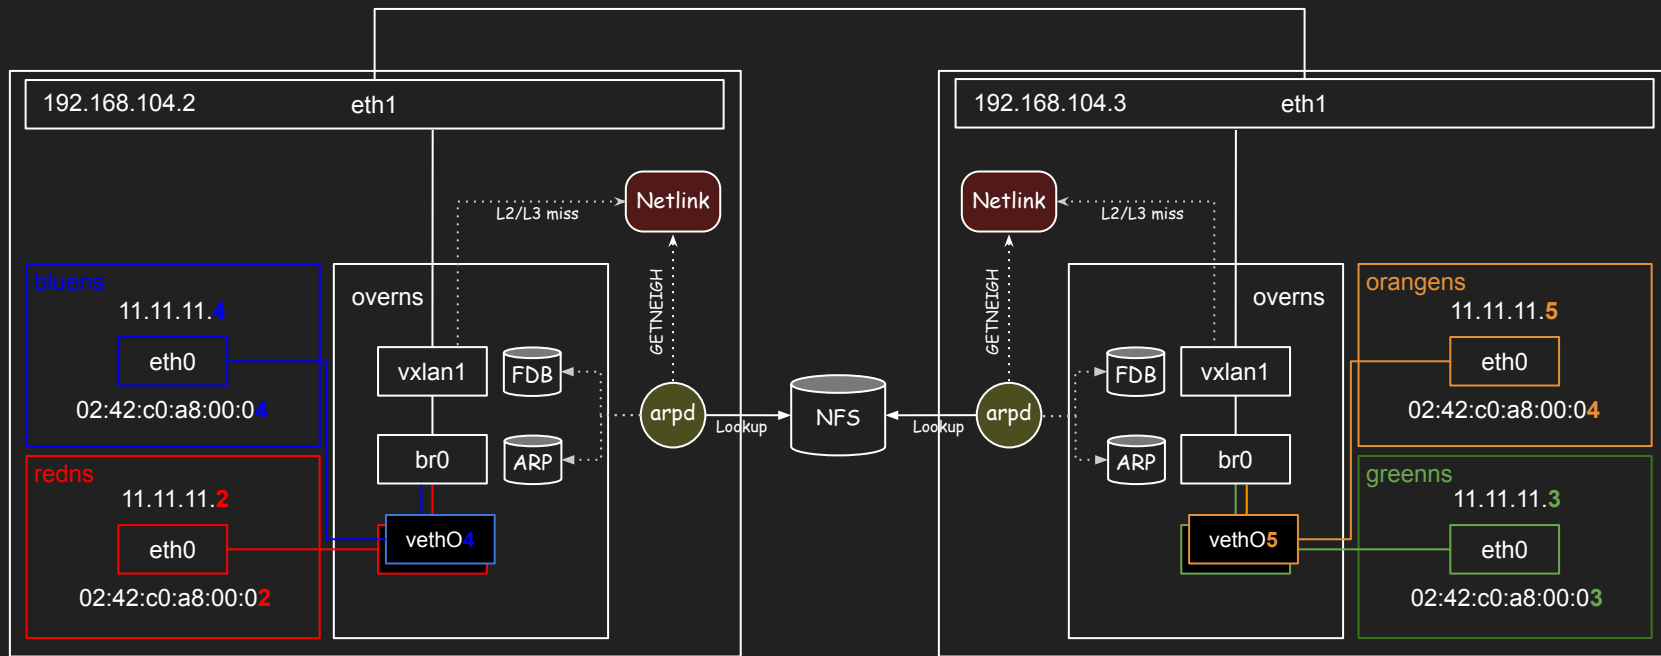 192.168.104.2
eth1
192.168.104.3
eth1
Netlink
L2/L3 miss
Netlink
L2/L3 miss
bluens
11.11.11.4
eth0
02:42:c0:a8:00:04
overns
vxlan1
FDB
GETNEIGH
arpd
Lookup
NFS
Lookup
arpd
GETNEIGH
overns
FDB
vxlan1
orangens
11.11.11.5
eth0
02:42:c0:a8:00:04
redns
11.11.11.2
eth0
02:42:c0:a8:00:02
br0
ARP
vethO4
ARP
br0
vethO5
greenns
11.11.11.3
eth0
02:42:c0:a8:00:03